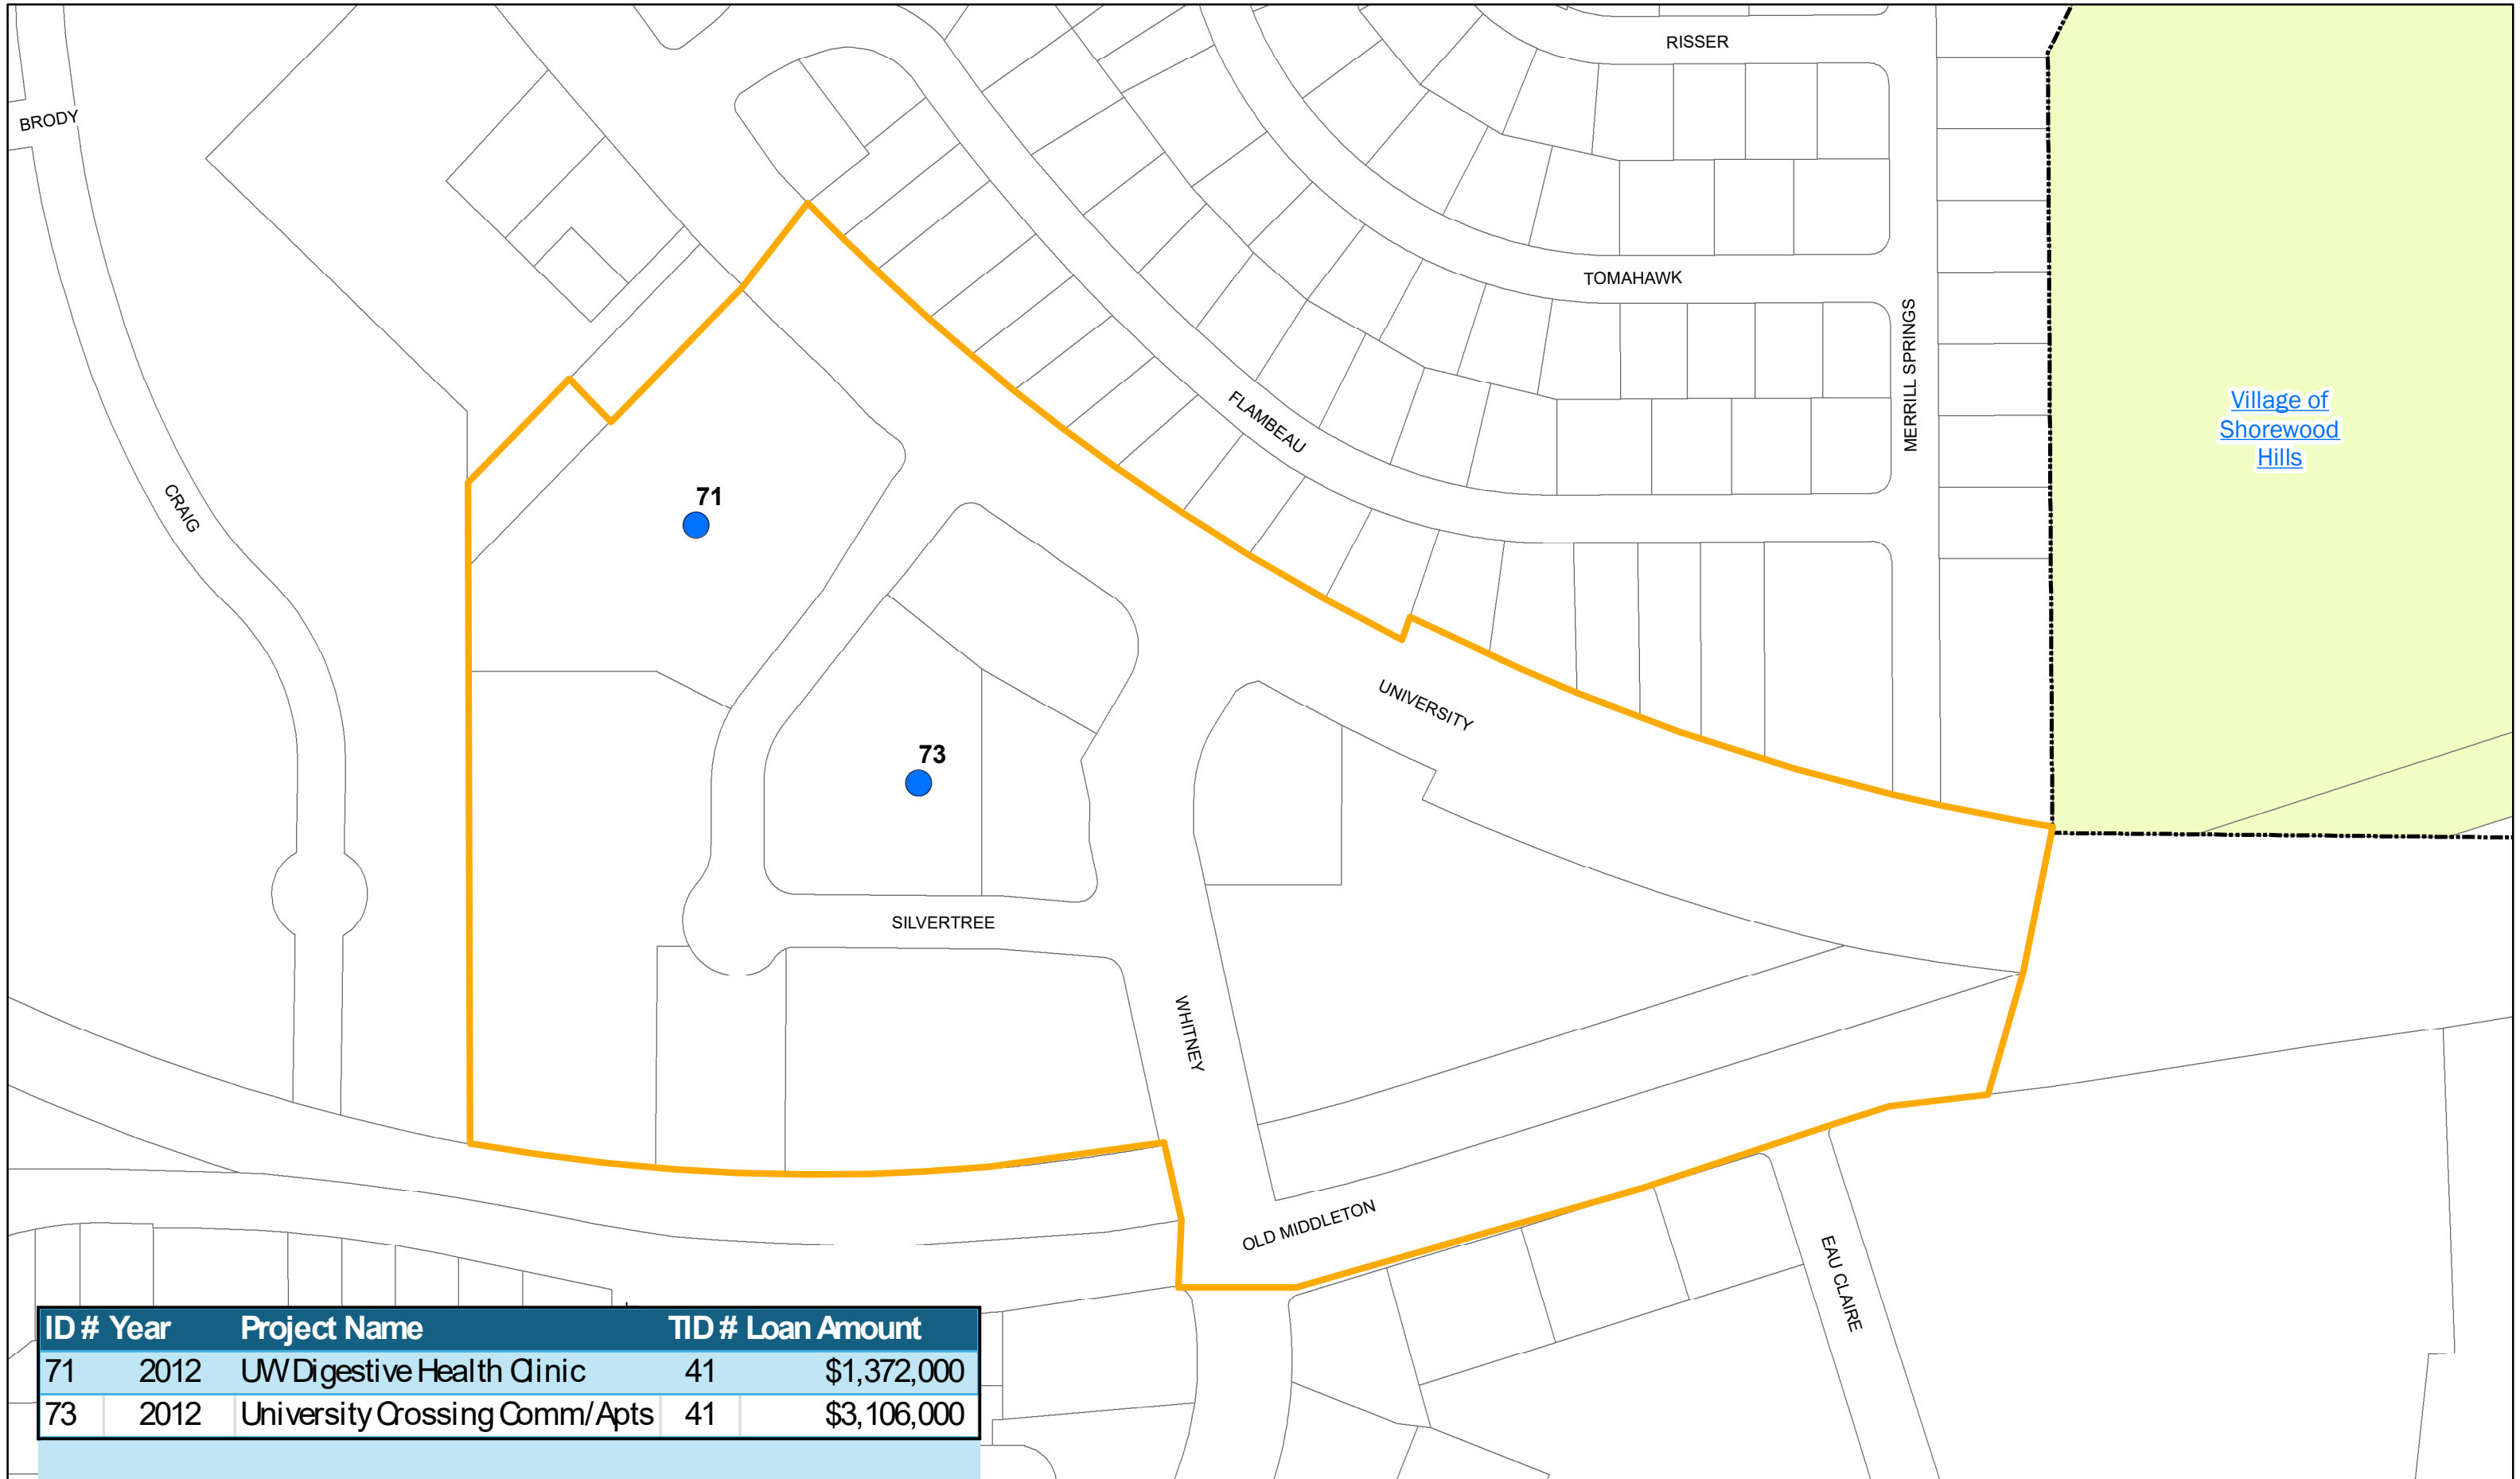 RISSER
BRODY
TOMAHAWK
MERRILL SPRINGS
Village of
Shorewood
Hills
FLAMBEAU
CRAIG
71
UNIVERSITY
73
SILVERTREE
WHITNEY
OLD MIDDLETON
EAU CLAIRE
ID # Year Project Name TID # Loan Amount
71 2012 UW Digestive Health Clinic 41 $1,372,000
73 2012 University Crossing Comm/Apts 41 $3,106,000